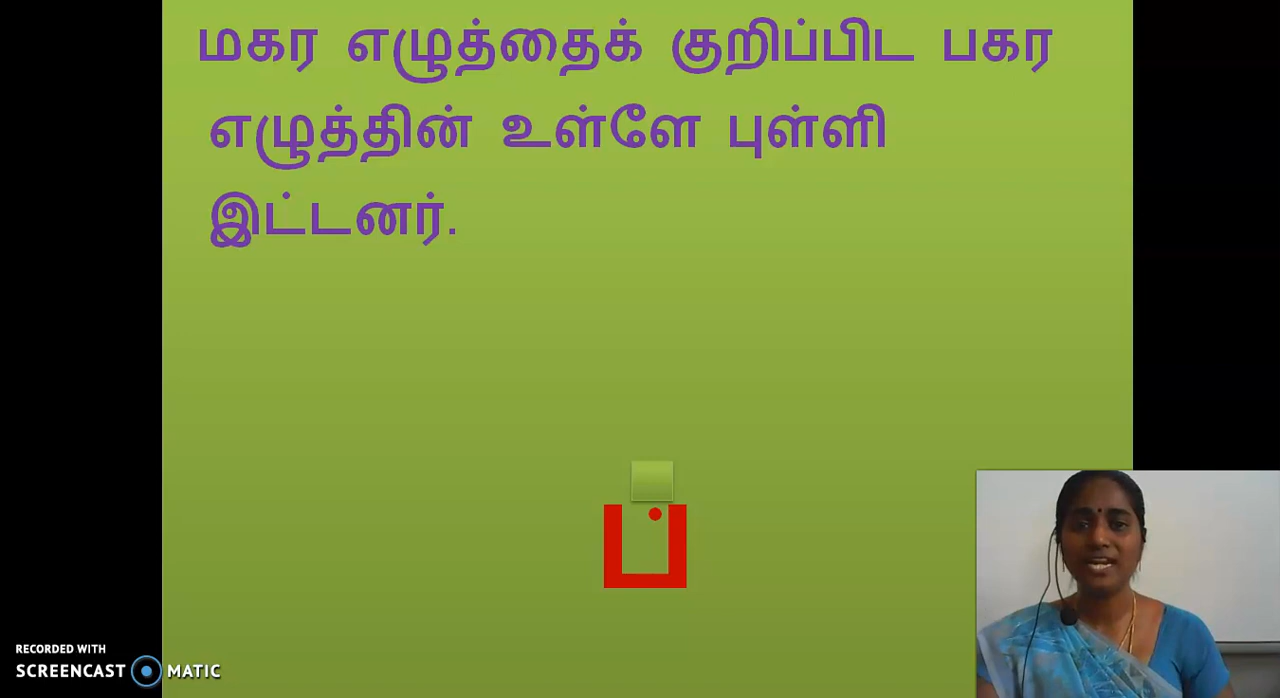 மகர எழுத்தைக் குறிப்பிட பகர
எழுத்தின் உள்ளே புள்ளி
இட்டனர்.
ப்
RECORDED WITH
SCREENCAST MATIC